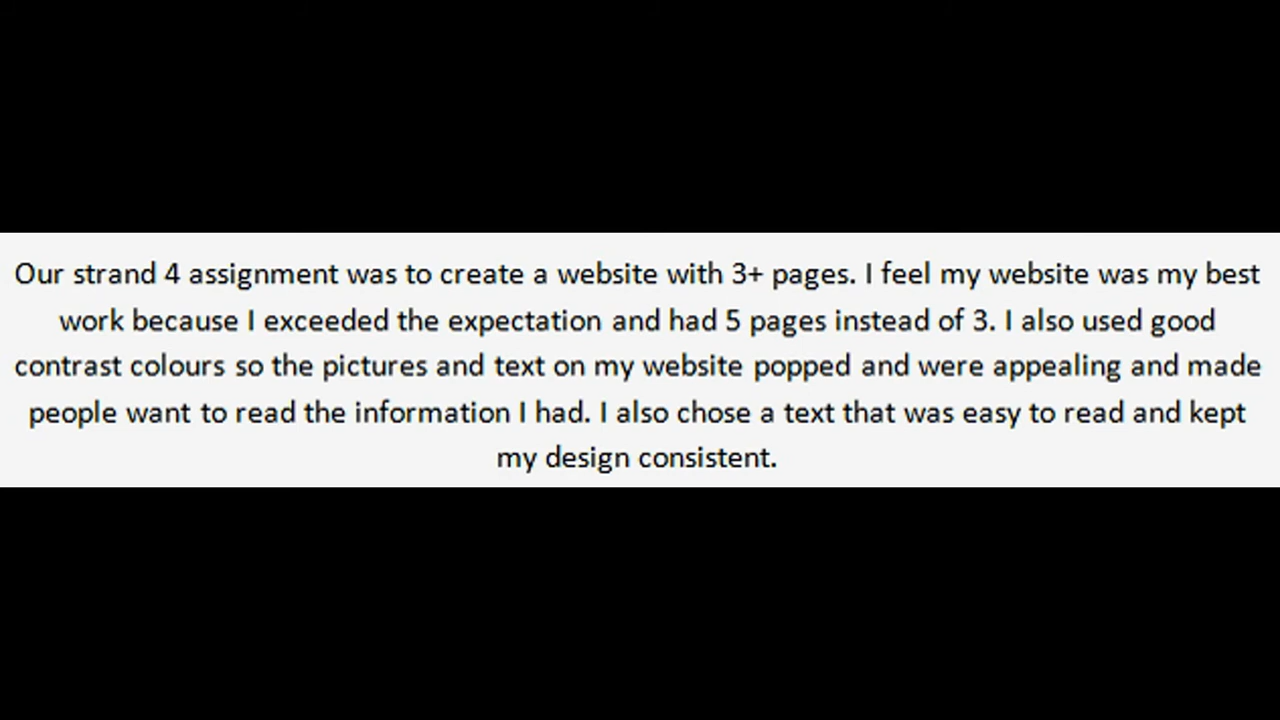 Our strand 4 assignment was to create a website with 3+ pages. I feel my website was my best
work because I exceeded the expectation and had 5 pages instead of 3. I also used good
contrast colours so the pictures and text on my website popped and were appealing and made
people want to read the information I had. I also chose a text that was easy to read and kept
my design consistent.